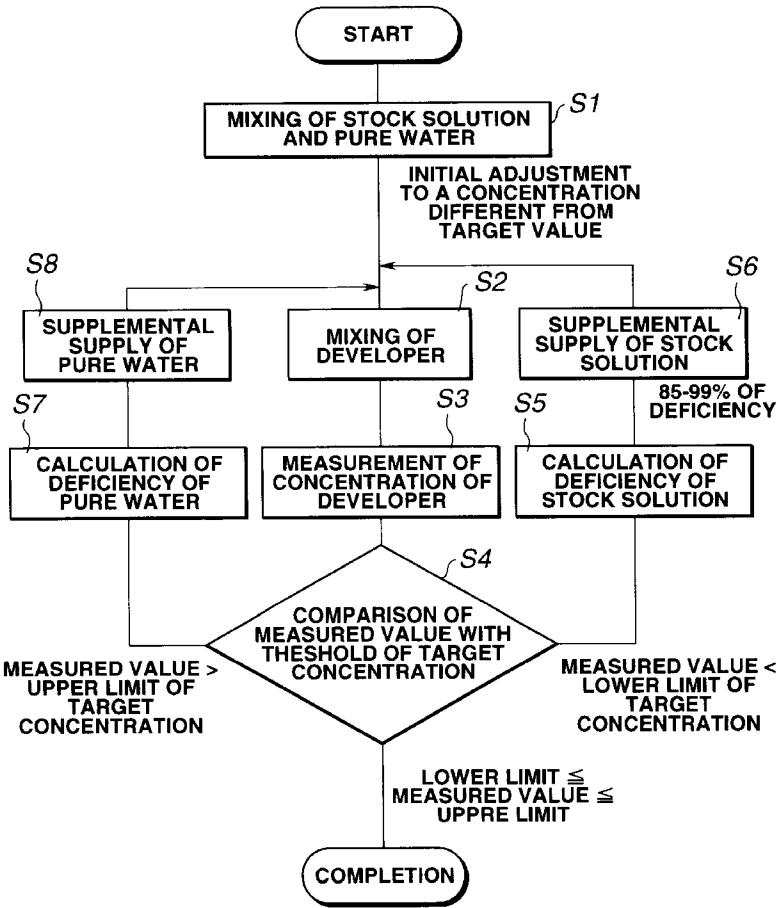 START
S1
MIXING OF STOCK SOLUTION
AND PURE WATER
INITIAL ADJUSTMENT
TO A CONCENTRATION
DIFFERENT FROM
TARGET VALUE
S8
SUPPLEMENTAL
SUPPLY OF
PURE WATER
S2
MIXING OF
DEVELOPER
S6
SUPPLEMENTAL
SUPPLY OF STOCK
SOLUTION
85-99% OF
DEFICIENCY
S7
CALCULATION OF
DEFICIENCY OF
PURE WATER
S3
MEASUREMENT OF
CONCENTRATION OF
DEVELOPER
S5
CALCULATION OF
DEFICIENCY OF
STOCK SOLUTION
S4
COMPARISON OF
MEASURED VALUE WITH
THESHOLD OF TARGET
CONCENTRATION
MEASURED VALUE >
UPPER LIMIT OF
TARGET
CONCENTRATION
MEASURED VALUE <
LOWER LIMIT OF
TARGET
CONCENTRATION
LOWER LIMIT ≦
MEASURED VALUE ≦
UPPRE LIMIT
COMPLETION